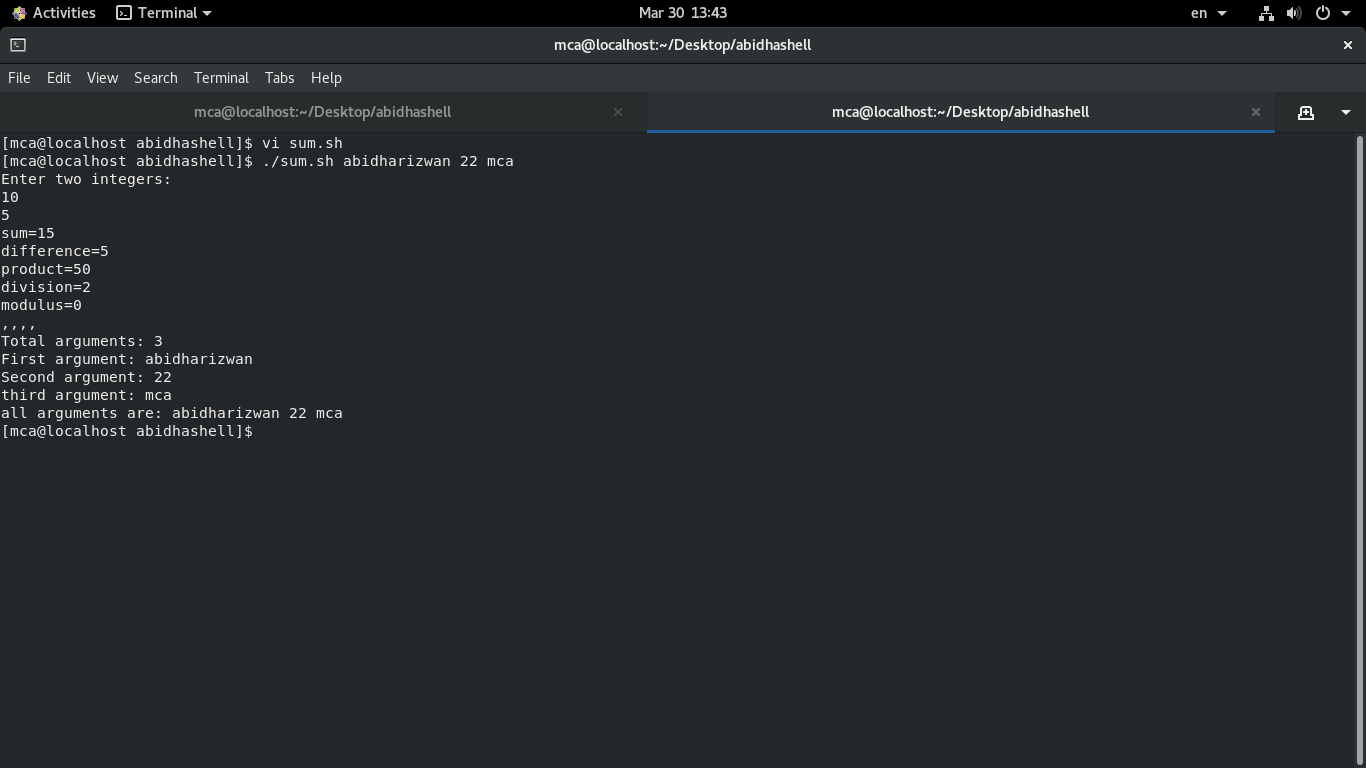 Activities Terminal Mar 30 13:43 en
mca@localhost:~/Desktop/abidhashell
File Edit View Search Terminal Tabs Help
mca@localhost:~/Desktop/abidhashell mca@localhost:~/Desktop/abidhashell
[mca@localhost abidhashell]$ vi sum.sh
[mca@localhost abidhashell]$ ./sum.sh abidharizwan 22 mca
Enter two integers:
10
5
sum=15
difference=5
product=50
division=2
modulus=0
,,,,
Total arguments: 3
First argument: abidharizwan
Second argument: 22
third argument: mca
all arguments are: abidharizwan 22 mca
[mca@localhost abidhashell]$